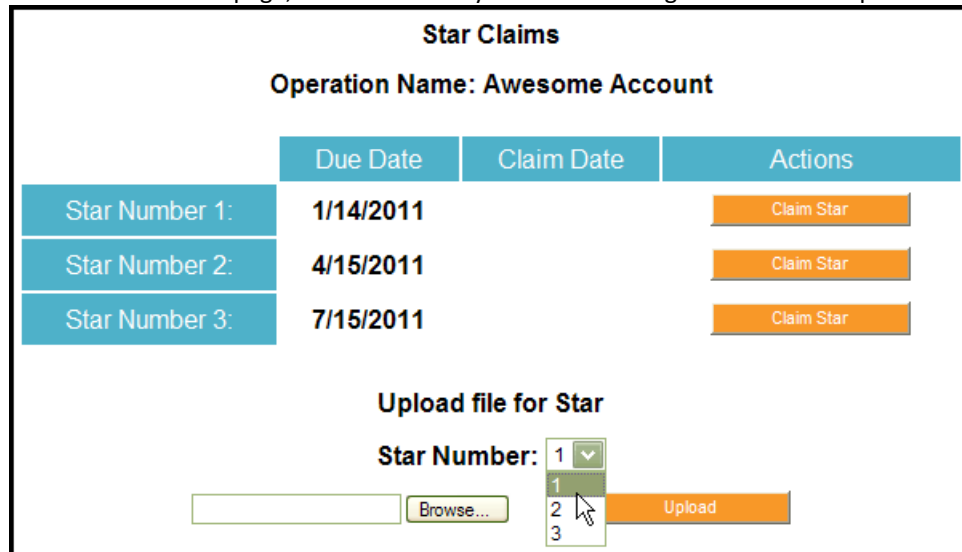 Star Claims
Operation Name: Awesome Account
Due Date Claim Date Actions
Star Number 1: 1/14/2011 Claim Star
Star Number 2: 4/15/2011 Claim Star
Star Number 3: 7/15/2011 Claim Star
Upload file for Star
Star Number: 1
1
Browse... 2 Upload
3